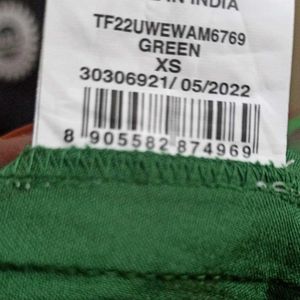 IN INDIA
TF22UWEWAM6769
GREEN
XS
30306921/05/2022
8 905582 874969